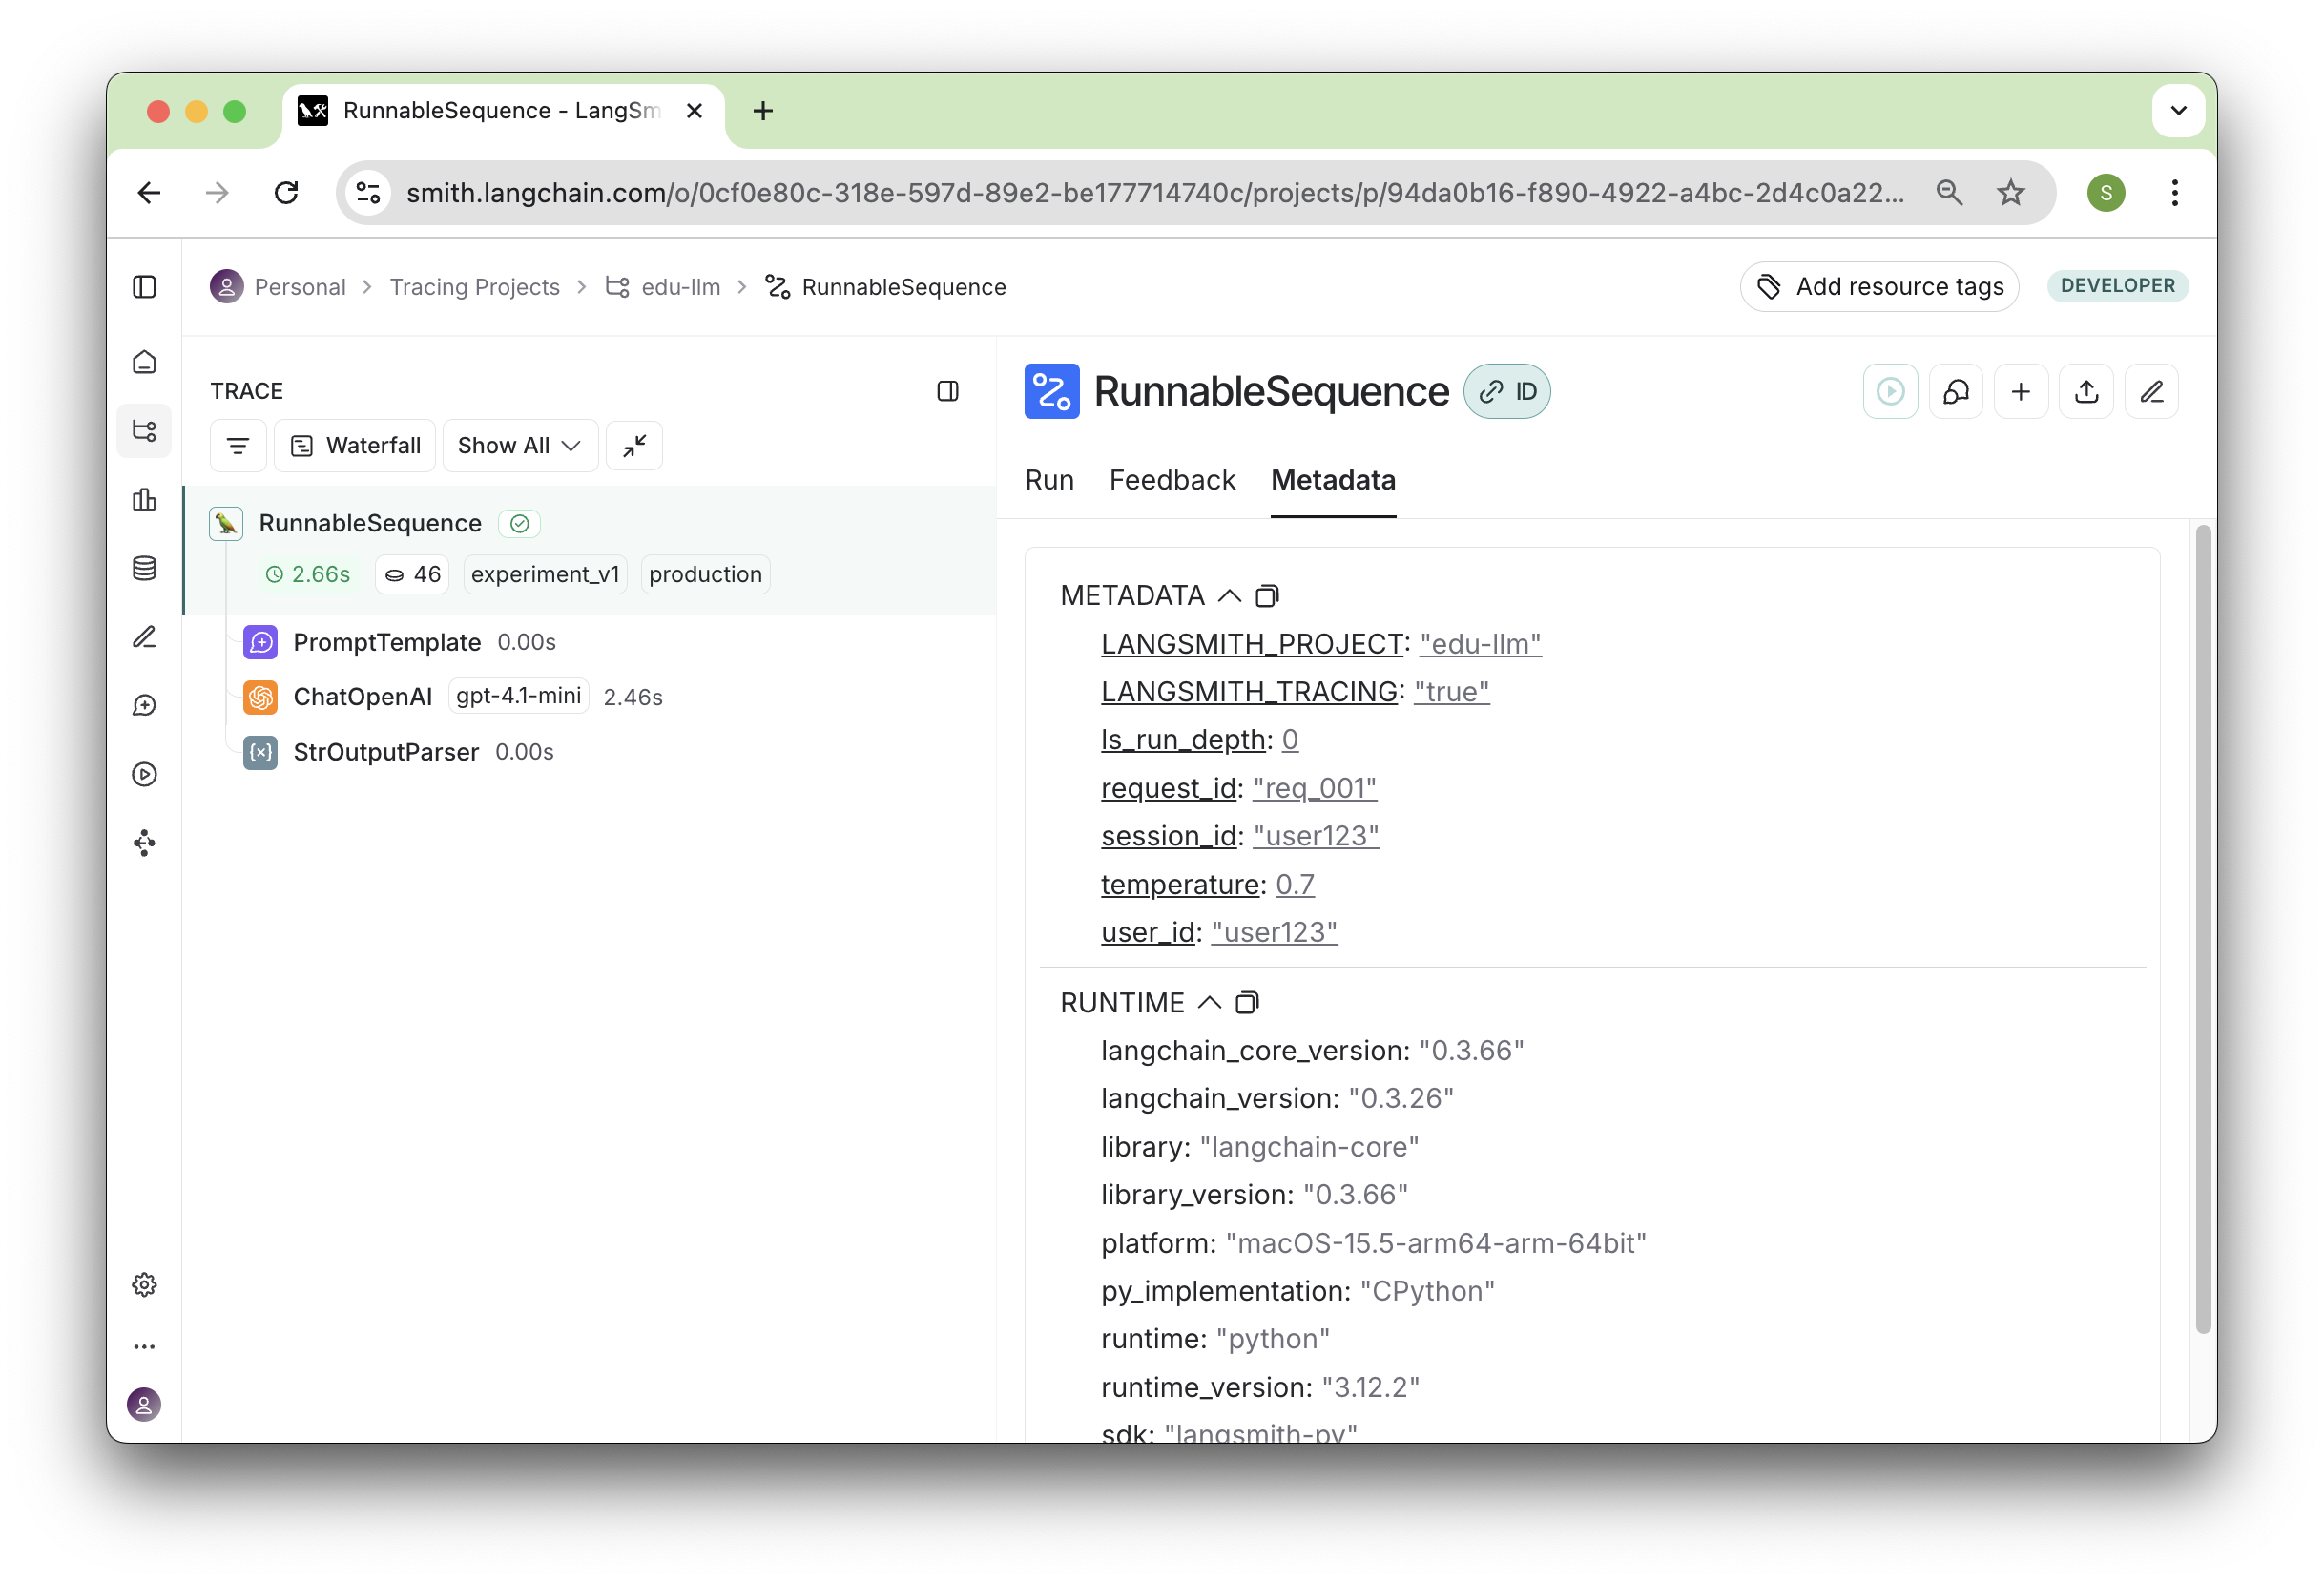 RunnableSequence - LangSm
smith.langchain.com/o/0cf0e80c-318e-597d-89e2-be177714740c/projects/p/94da0b16-f890-4922-a4bc-2d4c0a22...
S
Personal > Tracing Projects > edu-llm > RunnableSequence
Add resource tags
DEVELOPER
TRACE
Waterfall
Show All
RunnableSequence
2.66s
46
experiment_v1
production
PromptTemplate 0.00s
ChatOpenAI gpt-4.1-mini 2.46s
StrOutputParser 0.00s
RunnableSequence
ID
Run
Feedback
Metadata
METADATA
LANGSMITH_PROJECT: "edu-llm"
LANGSMITH_TRACING: "true"
ls_run_depth: 0
request_id: "req_001"
session_id: "user123"
temperature: 0.7
user_id: "user123"
RUNTIME
langchain_core_version: "0.3.66"
langchain_version: "0.3.26"
library: "langchain-core"
library_version: "0.3.66"
platform: "macOS-15.5-arm64-arm-64bit"
py_implementation: "CPython"
runtime: "python"
runtime_version: "3.12.2"
sdk: "langsmith-py"